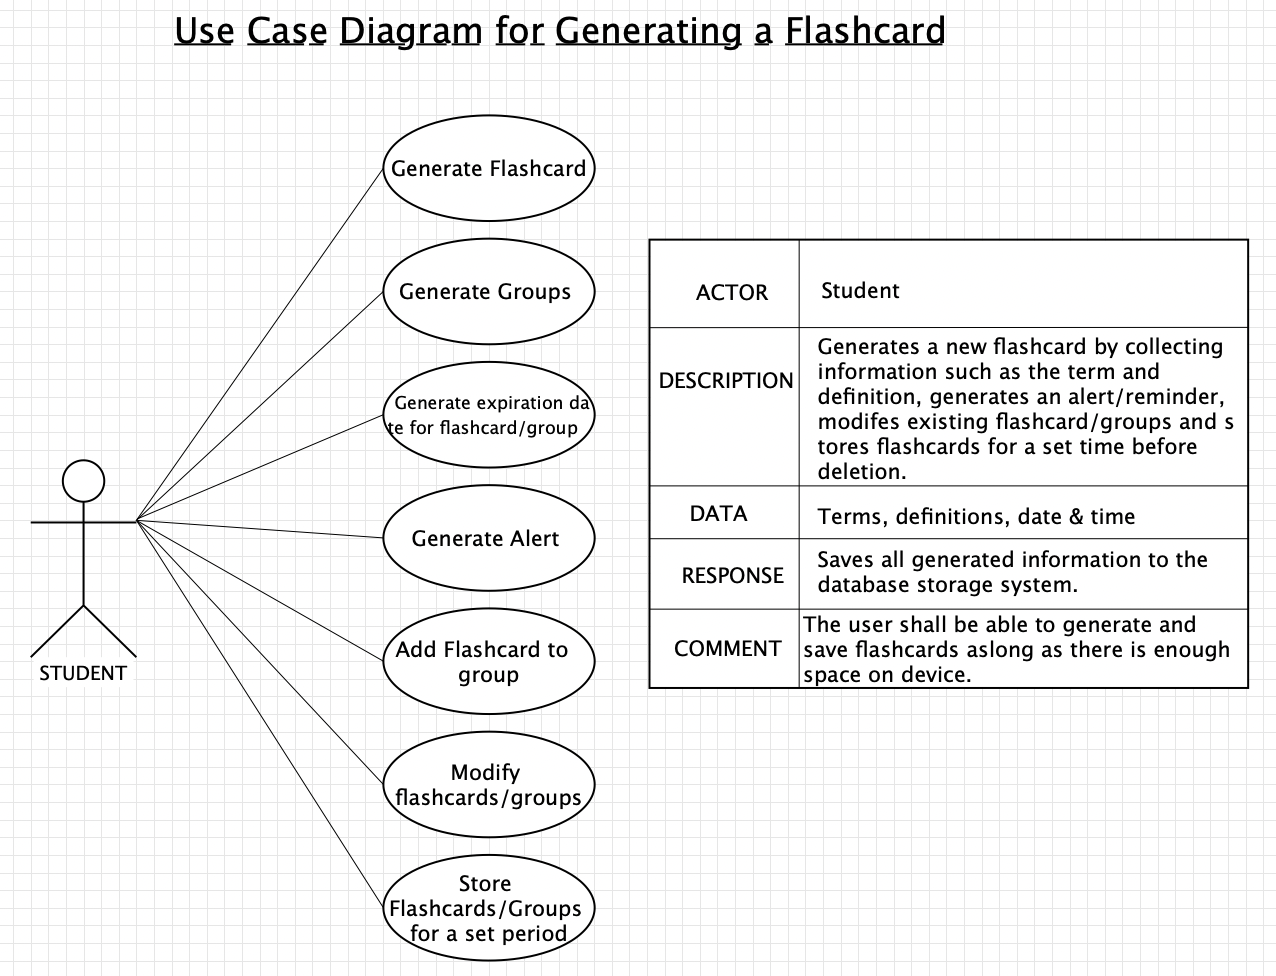 Use Case Diagram for Generating a Flashcard
Generate Flashcard
Generate Groups
Generate expiration da
te for flashcard/group
Generate Alert
Add Flashcard to
group
Modify
flashcards/groups
Store
Flashcards/Groups
for a set period
STUDENT
ACTOR
Student
DESCRIPTION
Generates a new flashcard by collecting
information such as the term and
definition, generates an alert/reminder,
modifes existing flashcard/groups and s
tores flashcards for a set time before
deletion.
DATA
Terms, definitions, date & time
RESPONSE
Saves all generated information to the
database storage system.
COMMENT
The user shall be able to generate and
save flashcards aslong as there is enough
space on device.